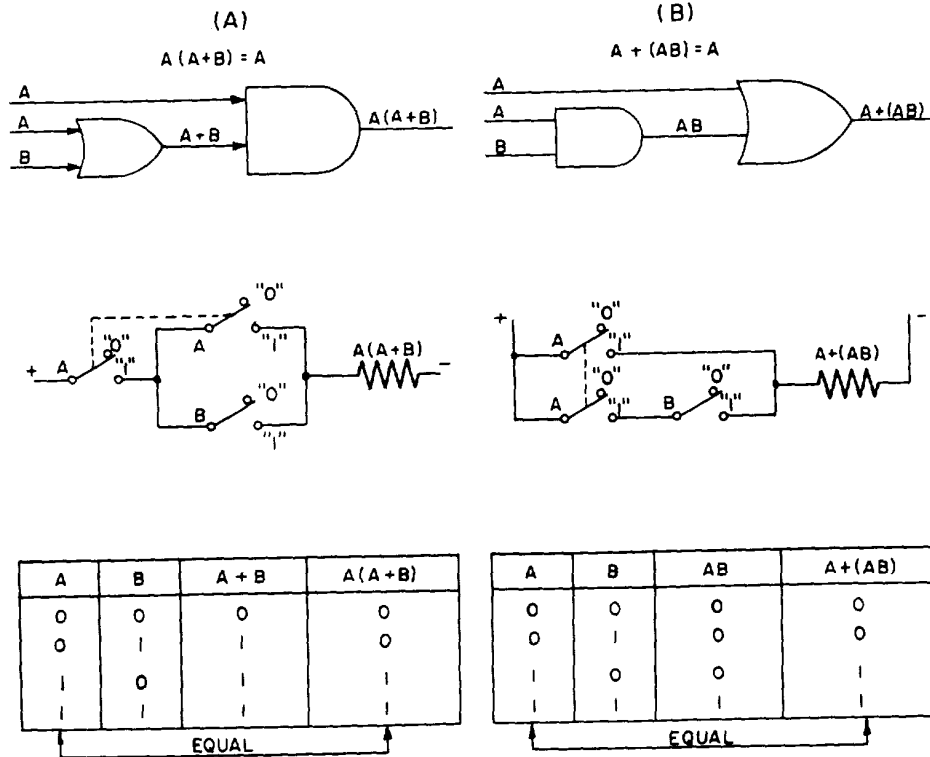 (A)
A(A+B) = A
A
A
B
A+B
A(A+B)
(B)
A + (AB) = A
A
A
B
AB
A+(AB)
+
A
"0"
"1"
A
"0"
"1"
B
"0"
"1"
A(A+B)
−
+
A
"0"
"1"
A
"0"
"1"
B
"0"
"1"
A+(AB)
−
A B A + B A(A+B)
0 0 0 0
0 1 1 0
1 0 1 1
1 1 1 1
EQUAL
A B AB A+(AB)
0 0 0 0
0 1 0 0
1 0 0 1
1 1 1 1
EQUAL